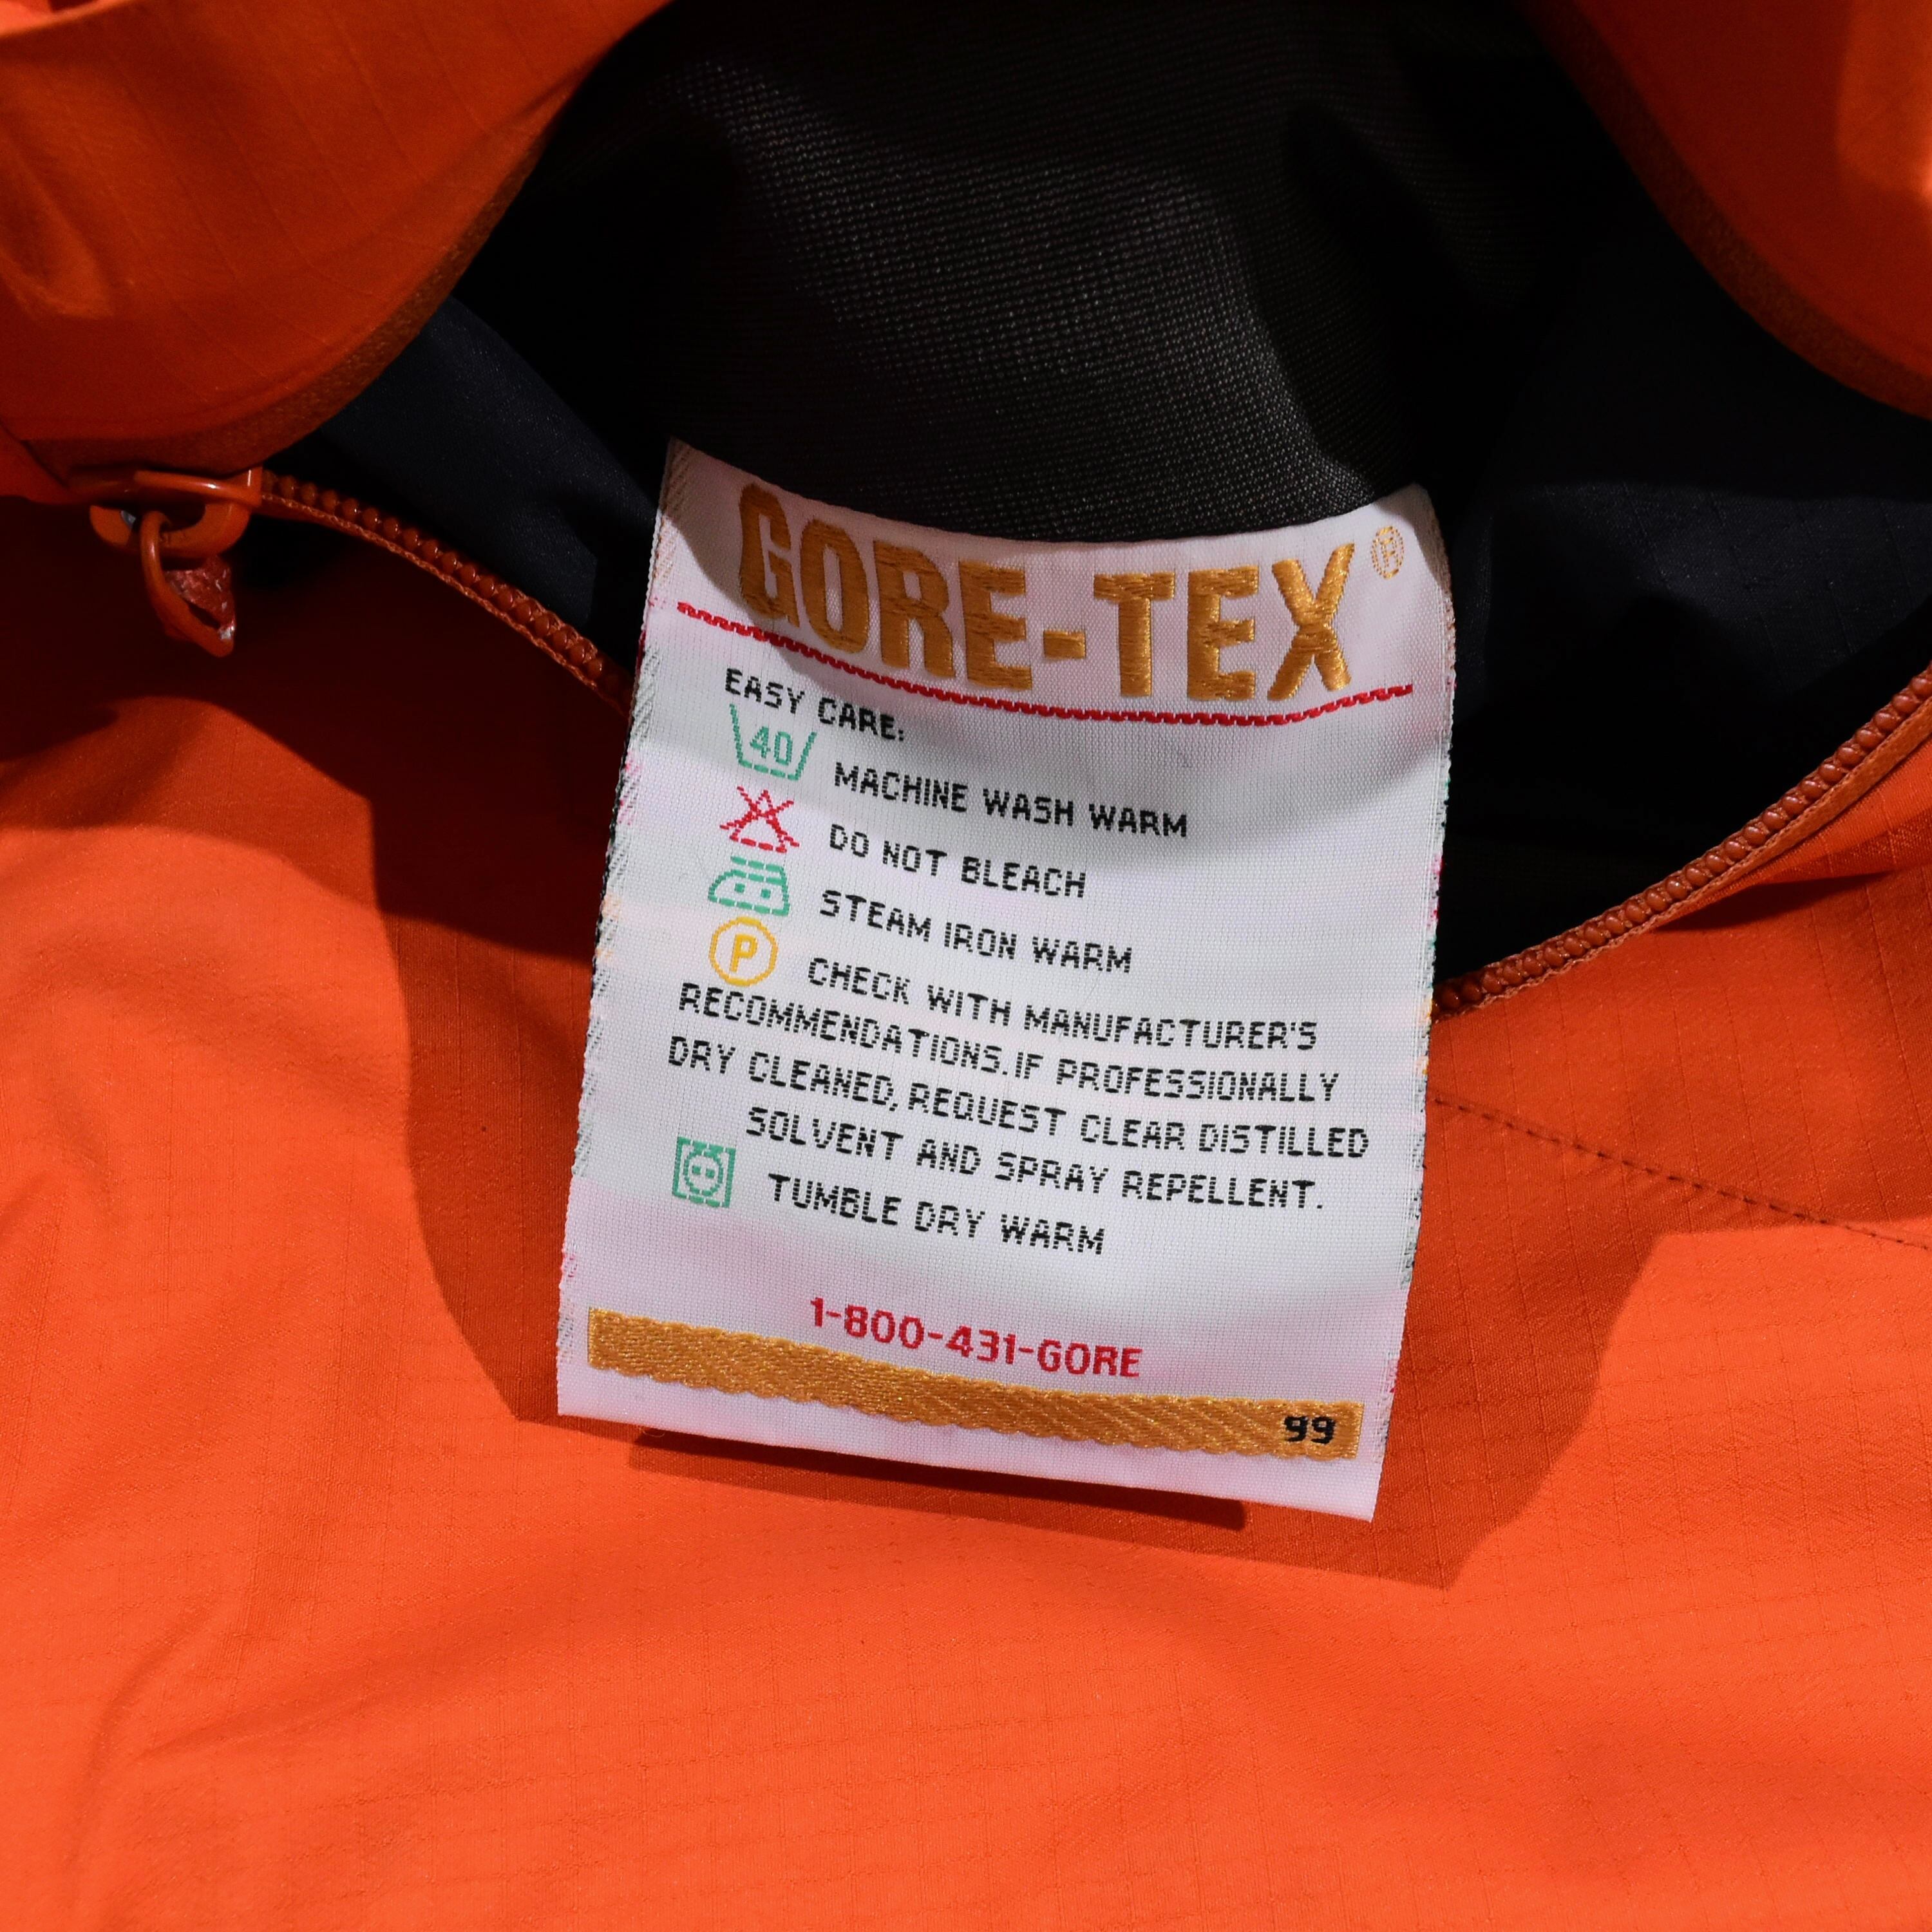 GORE-TEX®
EASY CARE:
40
MACHINE WASH WARM
DO NOT BLEACH
STEAM IRON WARM
P CHECK WITH MANUFACTURER'S
RECOMMENDATIONS. IF PROFESSIONALLY
DRY CLEANED, REQUEST CLEAR DISTILLED
SOLVENT AND SPRAY REPELLENT.
TUMBLE DRY WARM
1-800-431-GORE
99